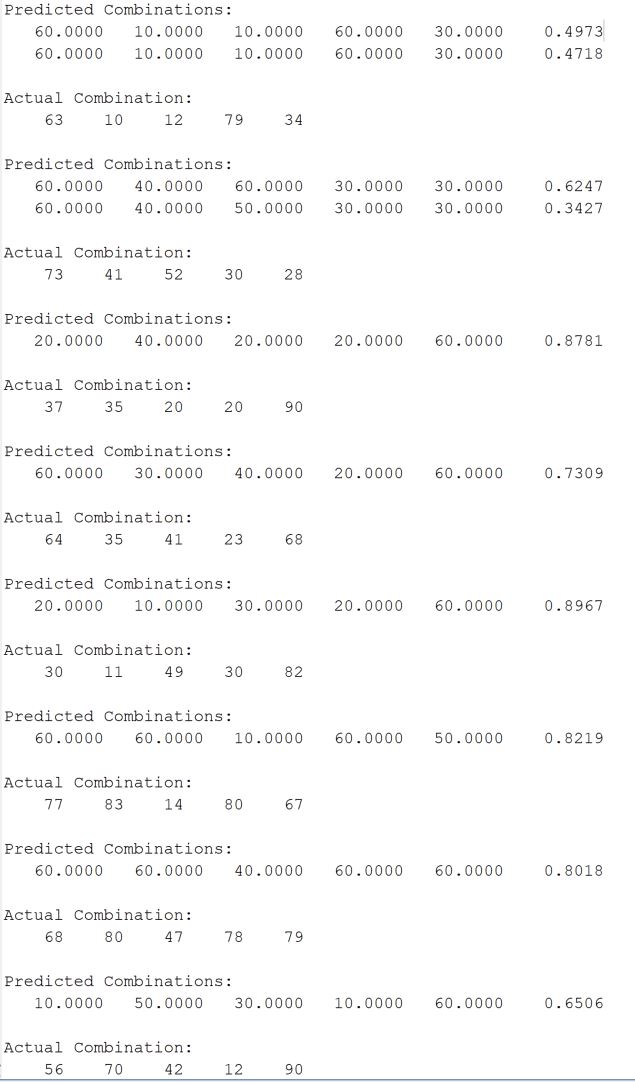 Predicted Combinations:
60.0000 10.0000 10.0000 60.0000 30.0000 0.4973
60.0000 10.0000 10.0000 60.0000 30.0000 0.4718
Actual Combination:
63 10 12 79 34
Predicted Combinations:
60.0000 40.0000 60.0000 30.0000 30.0000 0.6247
60.0000 40.0000 50.0000 30.0000 30.0000 0.3427
Actual Combination:
73 41 52 30 28
Predicted Combinations:
20.0000 40.0000 20.0000 20.0000 60.0000 0.8781
Actual Combination:
37 35 20 20 90
Predicted Combinations:
60.0000 30.0000 40.0000 20.0000 60.0000 0.7309
Actual Combination:
64 35 41 23 68
Predicted Combinations:
20.0000 10.0000 30.0000 20.0000 60.0000 0.8967
Actual Combination:
30 11 49 30 82
Predicted Combinations:
60.0000 60.0000 10.0000 60.0000 50.0000 0.8219
Actual Combination:
77 83 14 80 67
Predicted Combinations:
60.0000 60.0000 40.0000 60.0000 60.0000 0.8018
Actual Combination:
68 80 47 78 79
Predicted Combinations:
10.0000 50.0000 30.0000 10.0000 60.0000 0.6506
Actual Combination:
56 70 42 12 90